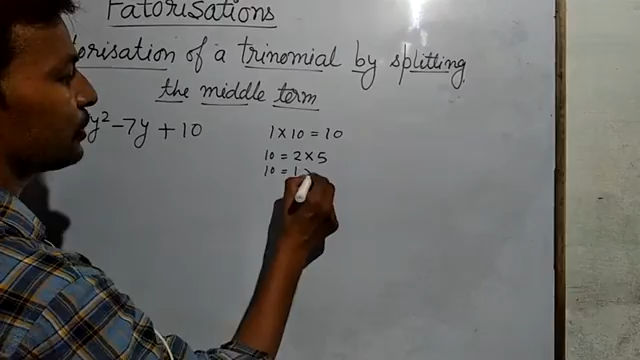 FatoriSations
orisation of a trinomial by splitting
the middle term
y² - 7y + 10
1 × 10 = 10
10 = 2 × 5
10 = 1 ×